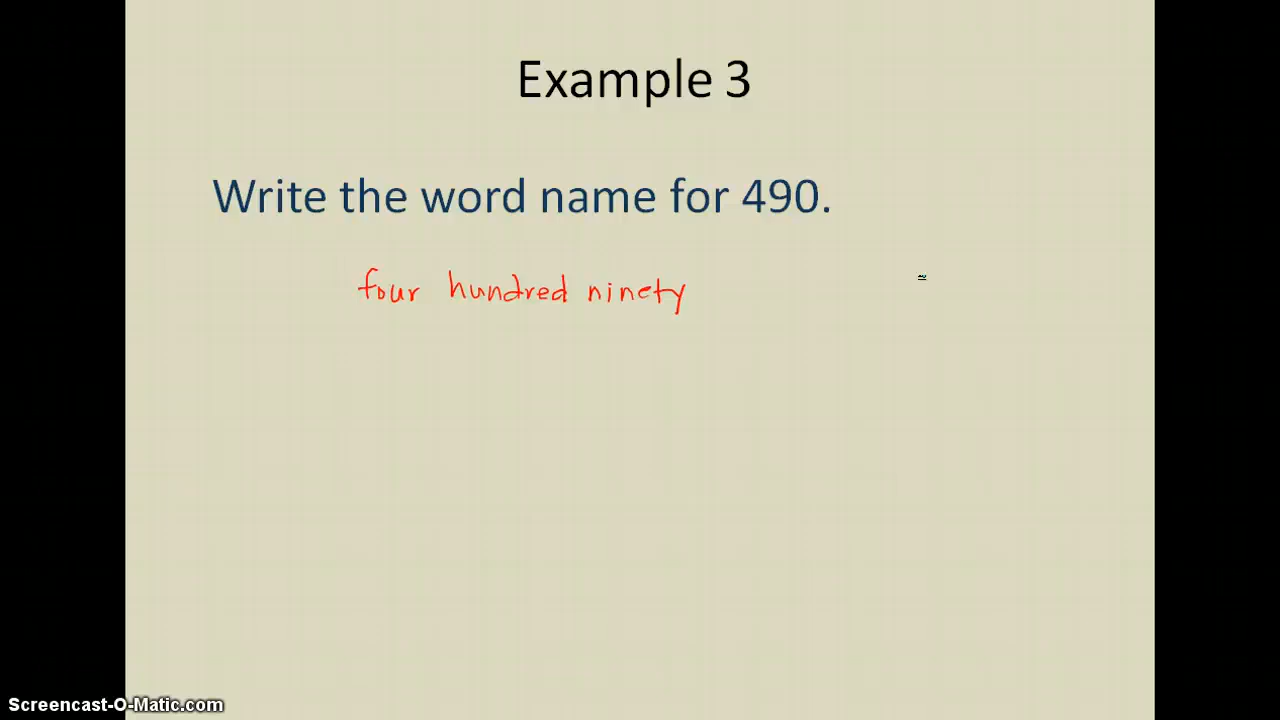 Example 3
Write the word name for 490.
four hundred ninety
Screencast-O-Matic.com